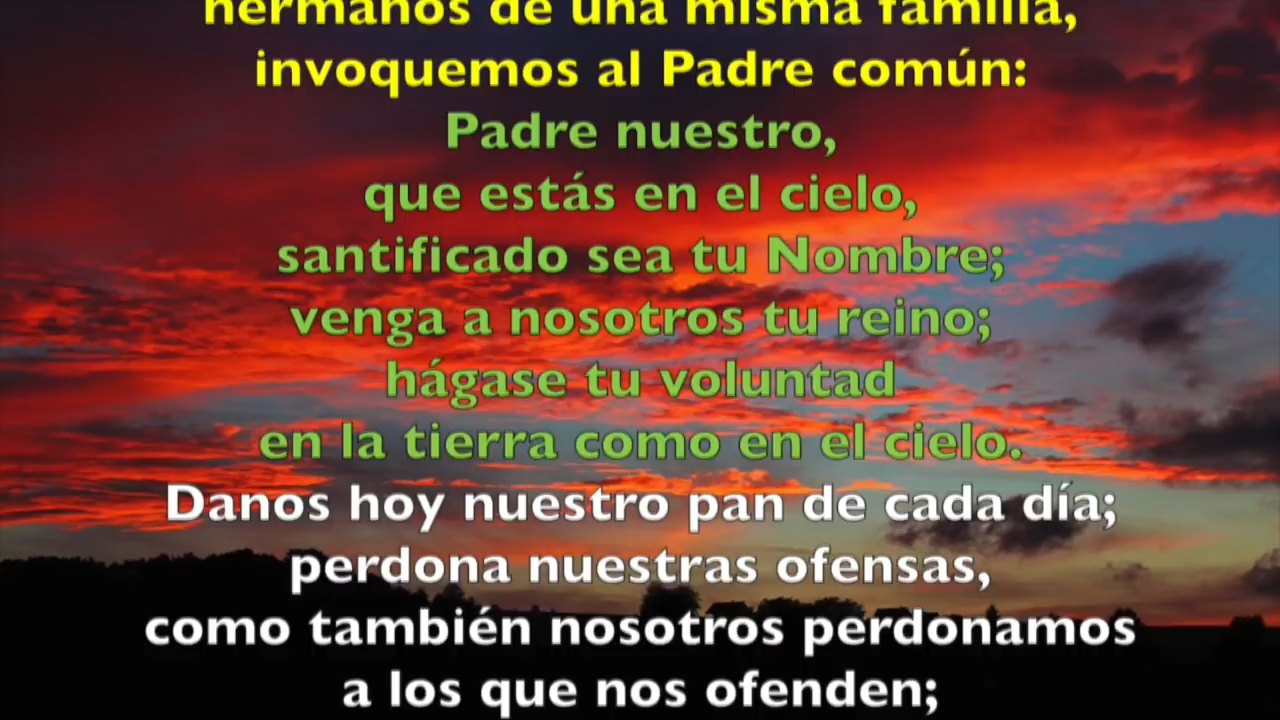 hermanos de una misma familia,
invoquemos al Padre común:
Padre nuestro,
que estás en el cielo,
santificado sea tu Nombre;
venga a nosotros tu reino;
hágase tu voluntad
en la tierra como en el cielo.
Danos hoy nuestro pan de cada día;
perdona nuestras ofensas,
como también nosotros perdonamos
a los que nos ofenden;